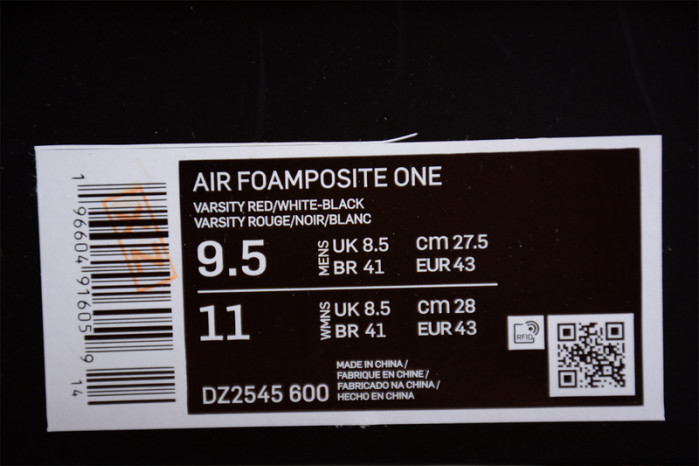 AIR FOAMPOSITE ONE
VARSITY RED/WHITE-BLACK
VARSITY ROUGE/NOIR/BLANC
9.5 MENS UK 8.5 cm 27.5
BR 41 EUR 43
11 WMNS UK 8.5 cm 28
BR 41 EUR 43
RFID
MADE IN CHINA /
FABRIQUE EN CHINE /
FABRICADO NA CHINA /
HECHO EN CHINA
DZ2545 600
1 96604 91605 9 14